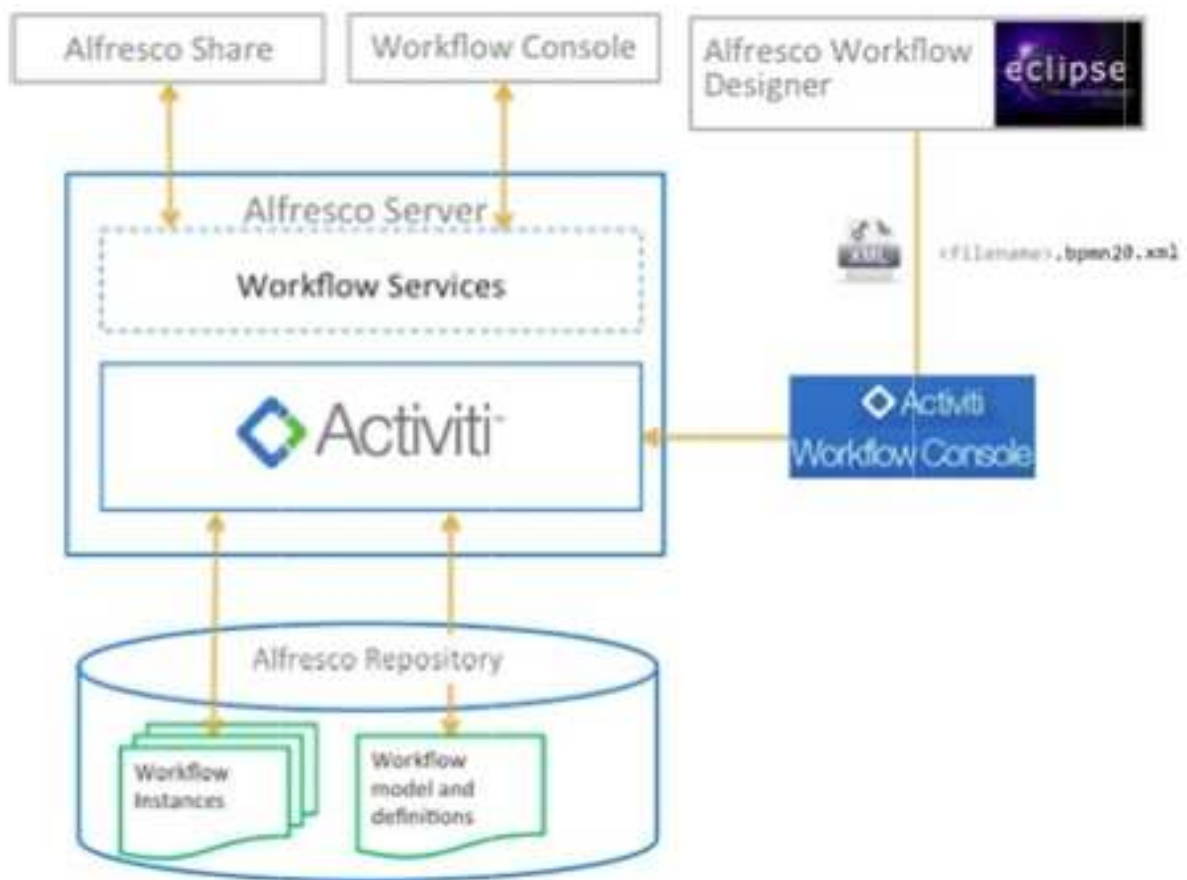 Alfresco Share
Workflow Console
Alfresco Workflow
Designer
eclipse
Alfresco Server
Workflow Services
XML
<filename>.bpmn20.xml
Activiti
Activiti
Workflow Console
Alfresco Repository
Workflow
Instances
Workflow
model and
definitions